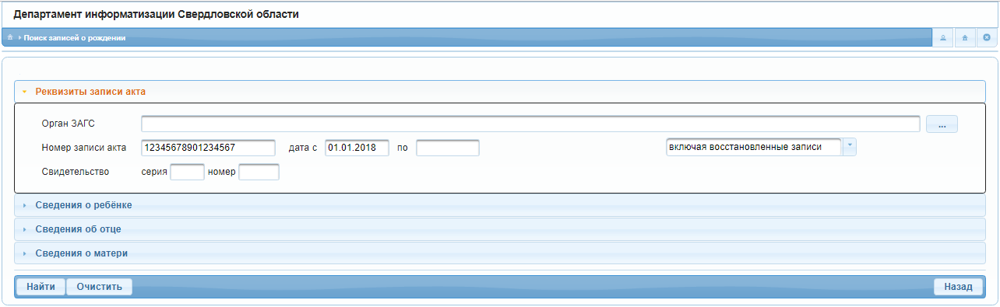 Департамент информатизации Свердловской области
Поиск записей о рождении
Реквизиты записи акта
Орган ЗАГС ...
Номер записи акта 12345678901234567 дата с 01.01.2018 по включая восстановленные записи
Свидетельство серия номер
Сведения о ребёнке
Сведения об отце
Сведения о матери
Найти Очистить Назад